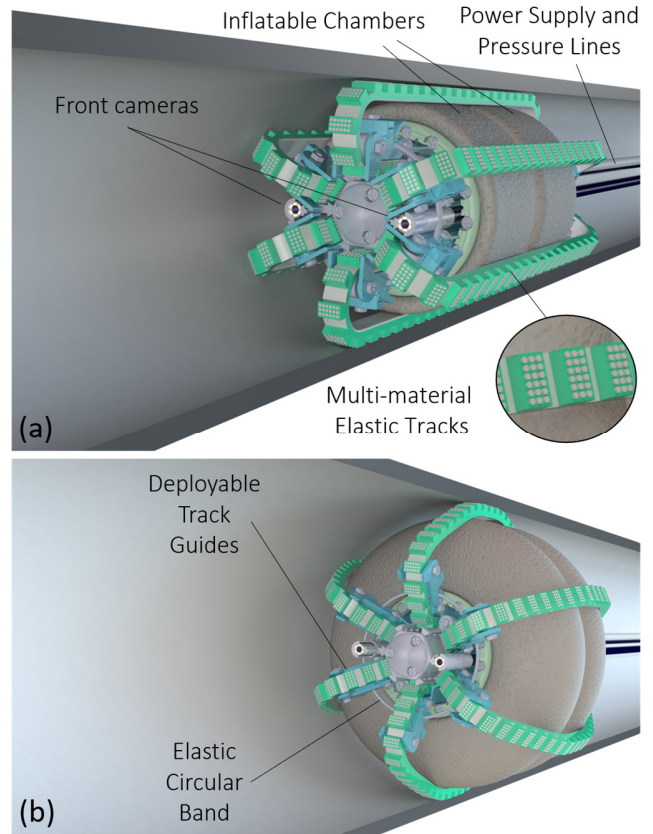 Inflatable Chambers
Power Supply and
Pressure Lines
Front cameras
Multi-material
Elastic Tracks
(a)
Deployable
Track
Guides
Elastic
Circular
Band
(b)